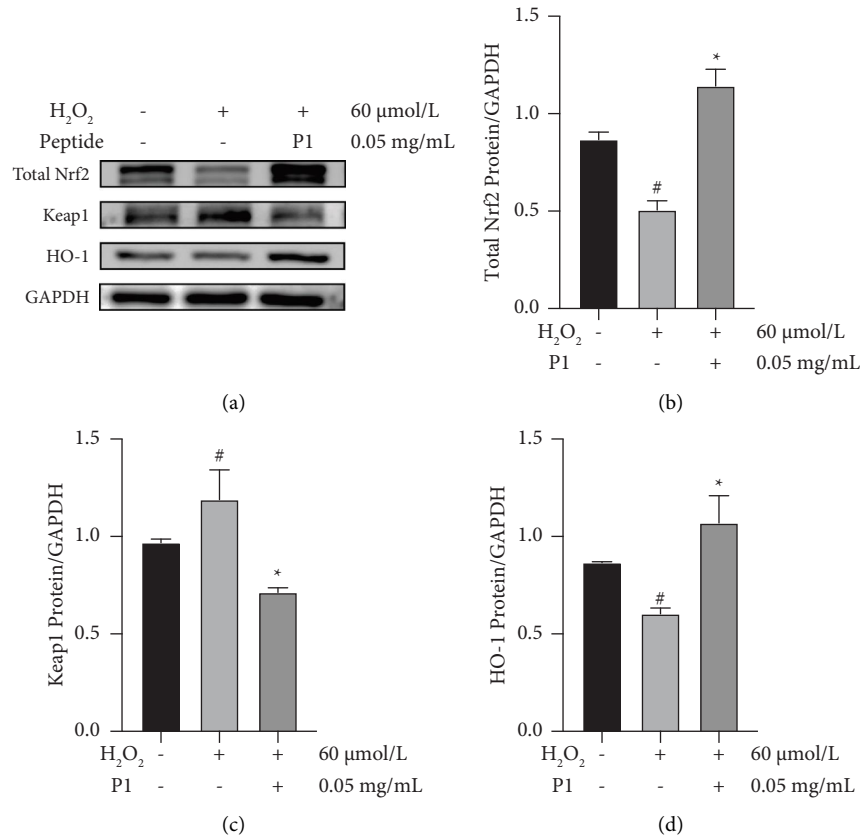 H₂O₂ - + + 60 µmol/L
Peptide - - P1 0.05 mg/mL
Total Nrf2
Keap1
HO-1
GAPDH
(a)
Total Nrf2 Protein/GAPDH
1.5
1.0
0.5
0.0
#
*
H₂O₂ - + + 60 µmol/L
P1 - - + 0.05 mg/mL
(b)
Keap1 Protein/GAPDH
1.5
1.0
0.5
0.0
#
*
H₂O₂ - + + 60 µmol/L
P1 - - + 0.05 mg/mL
(c)
HO-1 Protein/GAPDH
1.5
1.0
0.5
0.0
#
*
H₂O₂ - + + 60 µmol/L
P1 - - + 0.05 mg/mL
(d)